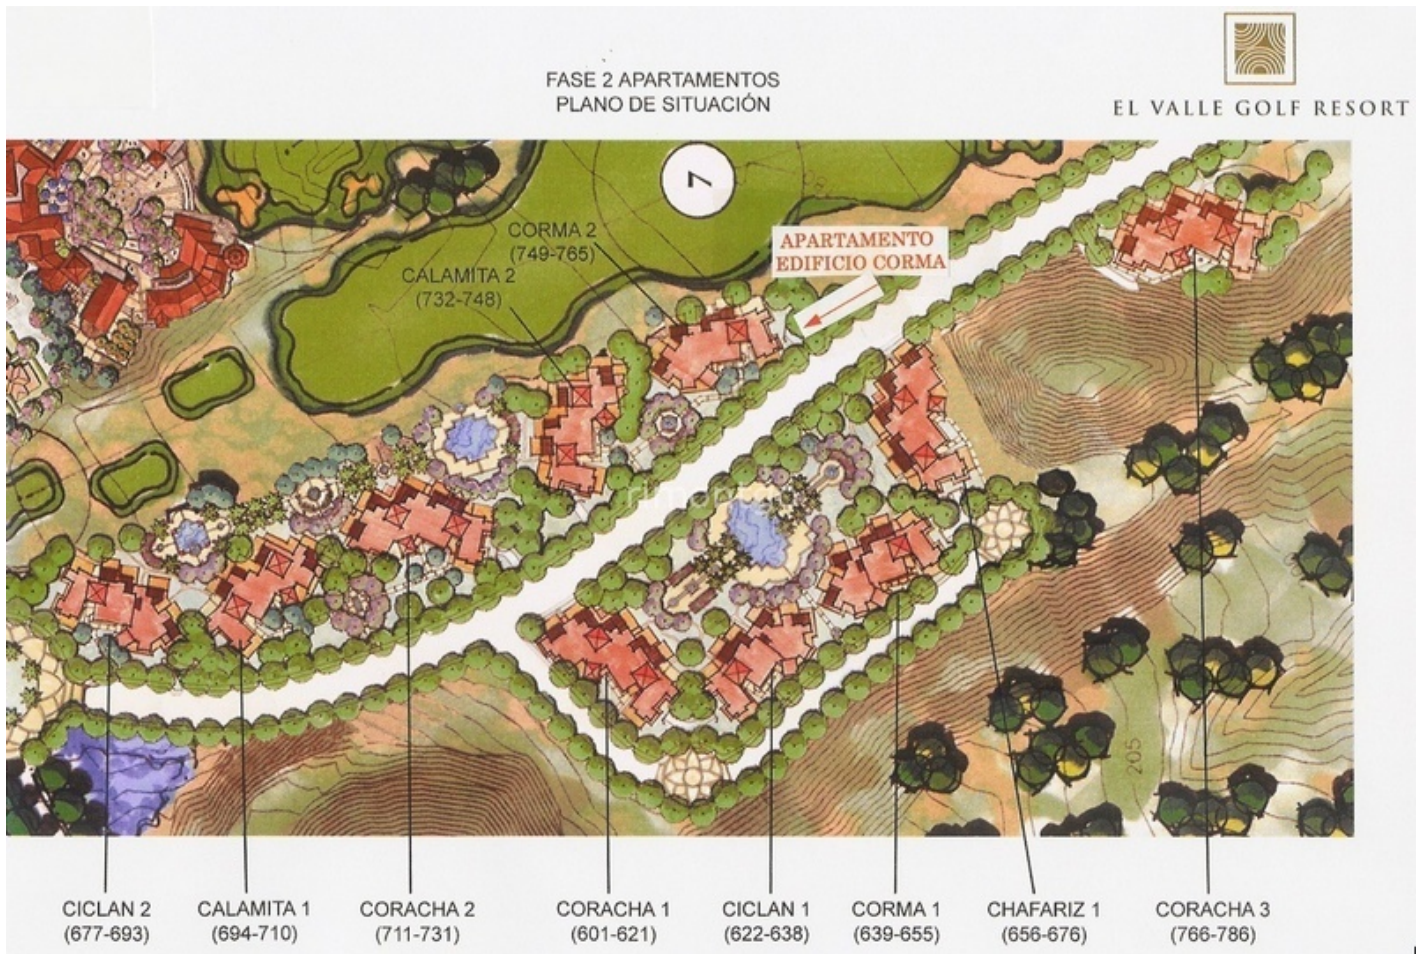 FASE 2 APARTAMENTOS
PLANO DE SITUACIÓN
EL VALLE GOLF RESORT
7
CORMA 2
(749-765)
APARTAMENTO
EDIFICIO CORMA
CALAMITA 2
(732-748)
205
CICLAN 2
(677-693)
CALAMITA 1
(694-710)
CORACHA 2
(711-731)
CORACHA 1
(601-621)
CICLAN 1
(622-638)
CORMA 1
(639-655)
CHAFARIZ 1
(656-676)
CORACHA 3
(766-786)